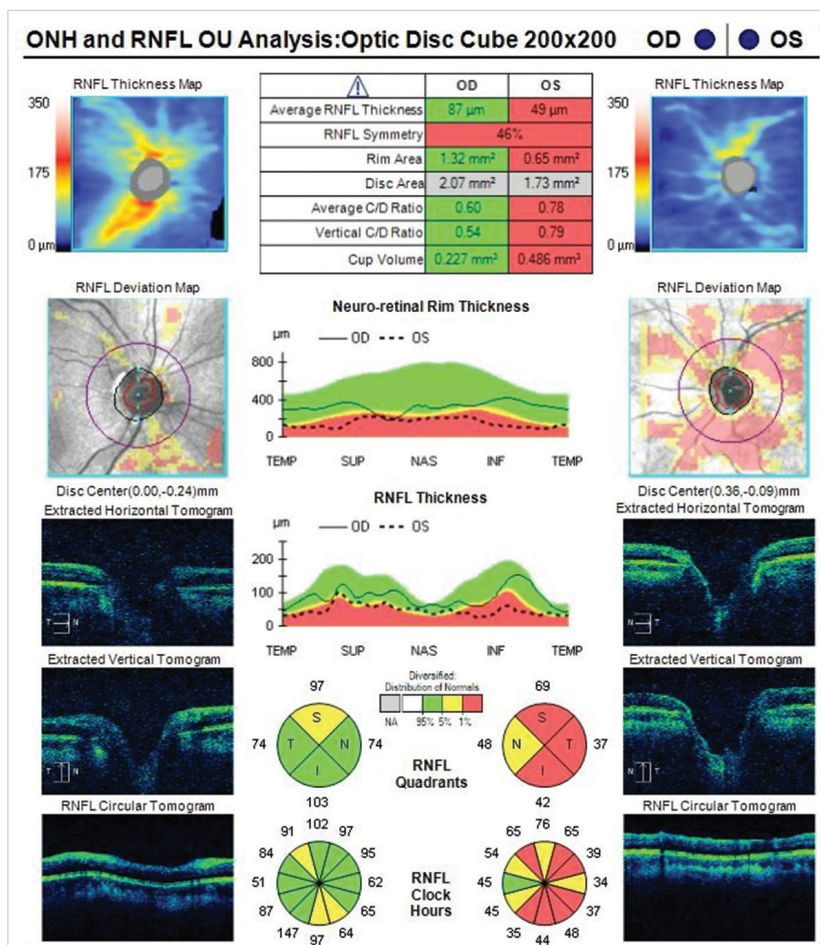 ONH and RNFL OU Analysis:Optic Disc Cube 200x200 OD OS
RNFL Thickness Map
350
175
0 µm
OD OS
Average RNFL Thickness 87 µm 49 µm
RNFL Symmetry 46%
Rim Area 1.32 mm² 0.65 mm²
Disc Area 2.07 mm² 1.73 mm²
Average C/D Ratio 0.60 0.78
Vertical C/D Ratio 0.54 0.79
Cup Volume 0.227 mm³ 0.486 mm³
RNFL Thickness Map
350
175
0 µm
RNFL Deviation Map
Disc Center(0.00,-0.24)mm
Neuro-retinal Rim Thickness
µm OD OS
800
400
0
TEMP SUP NAS INF TEMP
RNFL Deviation Map
Disc Center(0.36,-0.09)mm
Extracted Horizontal Tomogram
T N
RNFL Thickness
µm OD OS
200
100
0
TEMP SUP NAS INF TEMP
Extracted Horizontal Tomogram
N T
Extracted Vertical Tomogram
T N
97
74 S T N I 74
103
Diversified:
Distribution of Normals
NA 95% 5% 1%
RNFL
Quadrants
69
48 S N T I 37
42
Extracted Vertical Tomogram
N T
RNFL Circular Tomogram
102
91 97
84 95
51 62
87 65
147 64
97
RNFL
Clock
Hours
76
65 65
54 39
45 34
45 37
35 48
44
RNFL Circular Tomogram